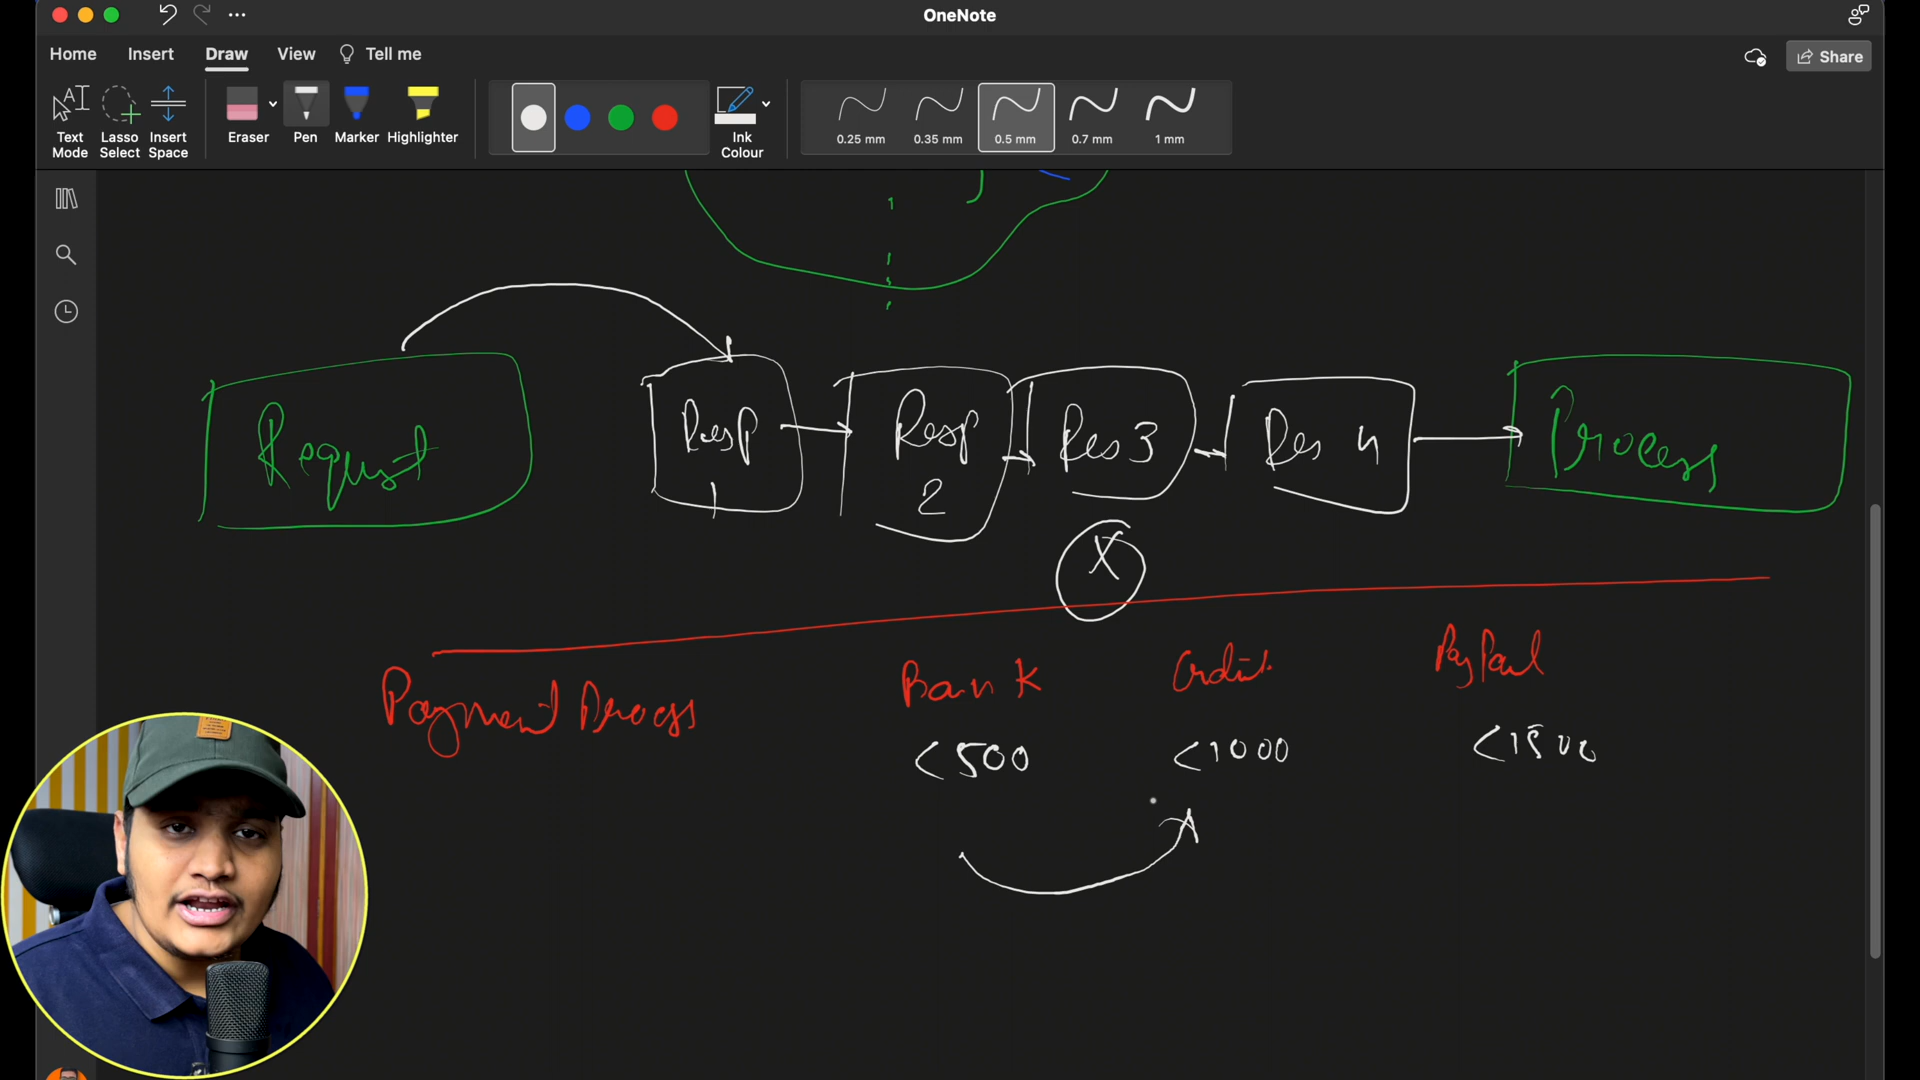 OneNote
Home Insert Draw View Tell me
Share
Text Mode
Lasso Select
Insert Space
Eraser
Pen
Marker
Highlighter
Ink Colour
0.25 mm
0.35 mm
0.5 mm
0.7 mm
1 mm
Request
Resp 1
Resp 2
Res 3
Res 4
Process
X
Payment Process
Bank
Credit
PayPal
<500
<1000
<1500